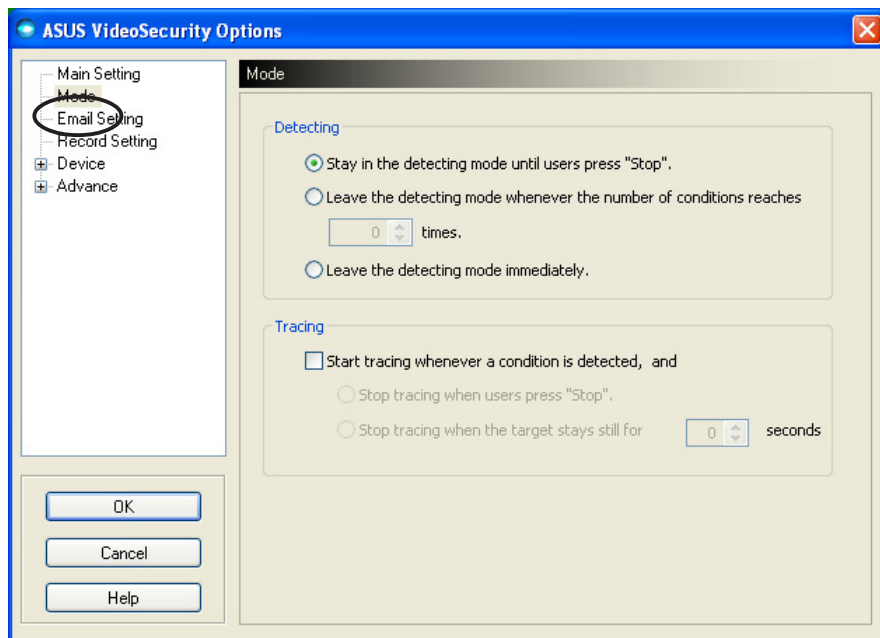 ASUS VideoSecurity Options
Main Setting
Mode
Email Setting
Record Setting
Device
Advance
OK
Cancel
Help
Mode
Detecting
Stay in the detecting mode until users press "Stop".
Leave the detecting mode whenever the number of conditions reaches
0 times.
Leave the detecting mode immediately.
Tracing
Start tracing whenever a condition is detected, and
Stop tracing when users press "Stop".
Stop tracing when the target stays still for 0 seconds